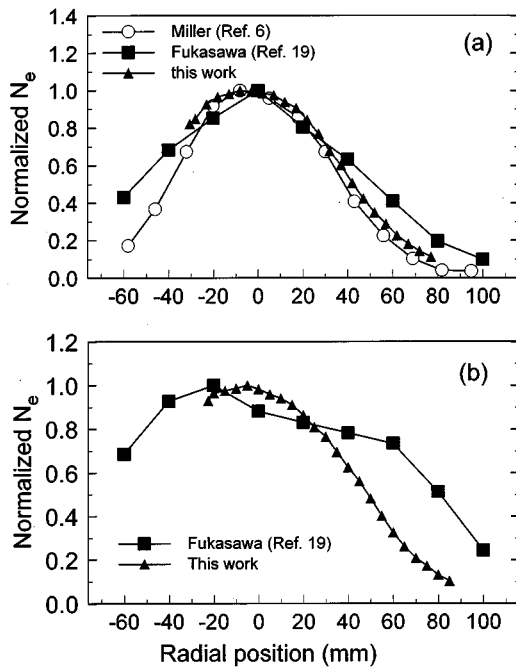 1.4
1.2
1.0
0.8
0.6
0.4
0.2
0.0
Normalized Ne
Miller (Ref. 6)
Fukasawa (Ref. 19)
this work
(a)
-60 -40 -20 0 20 40 60 80 100
1.2
1.0
0.8
0.6
0.4
0.2
0.0
Normalized Ne
(b)
Fukasawa (Ref. 19)
This work
-60 -40 -20 0 20 40 60 80 100
Radial position (mm)